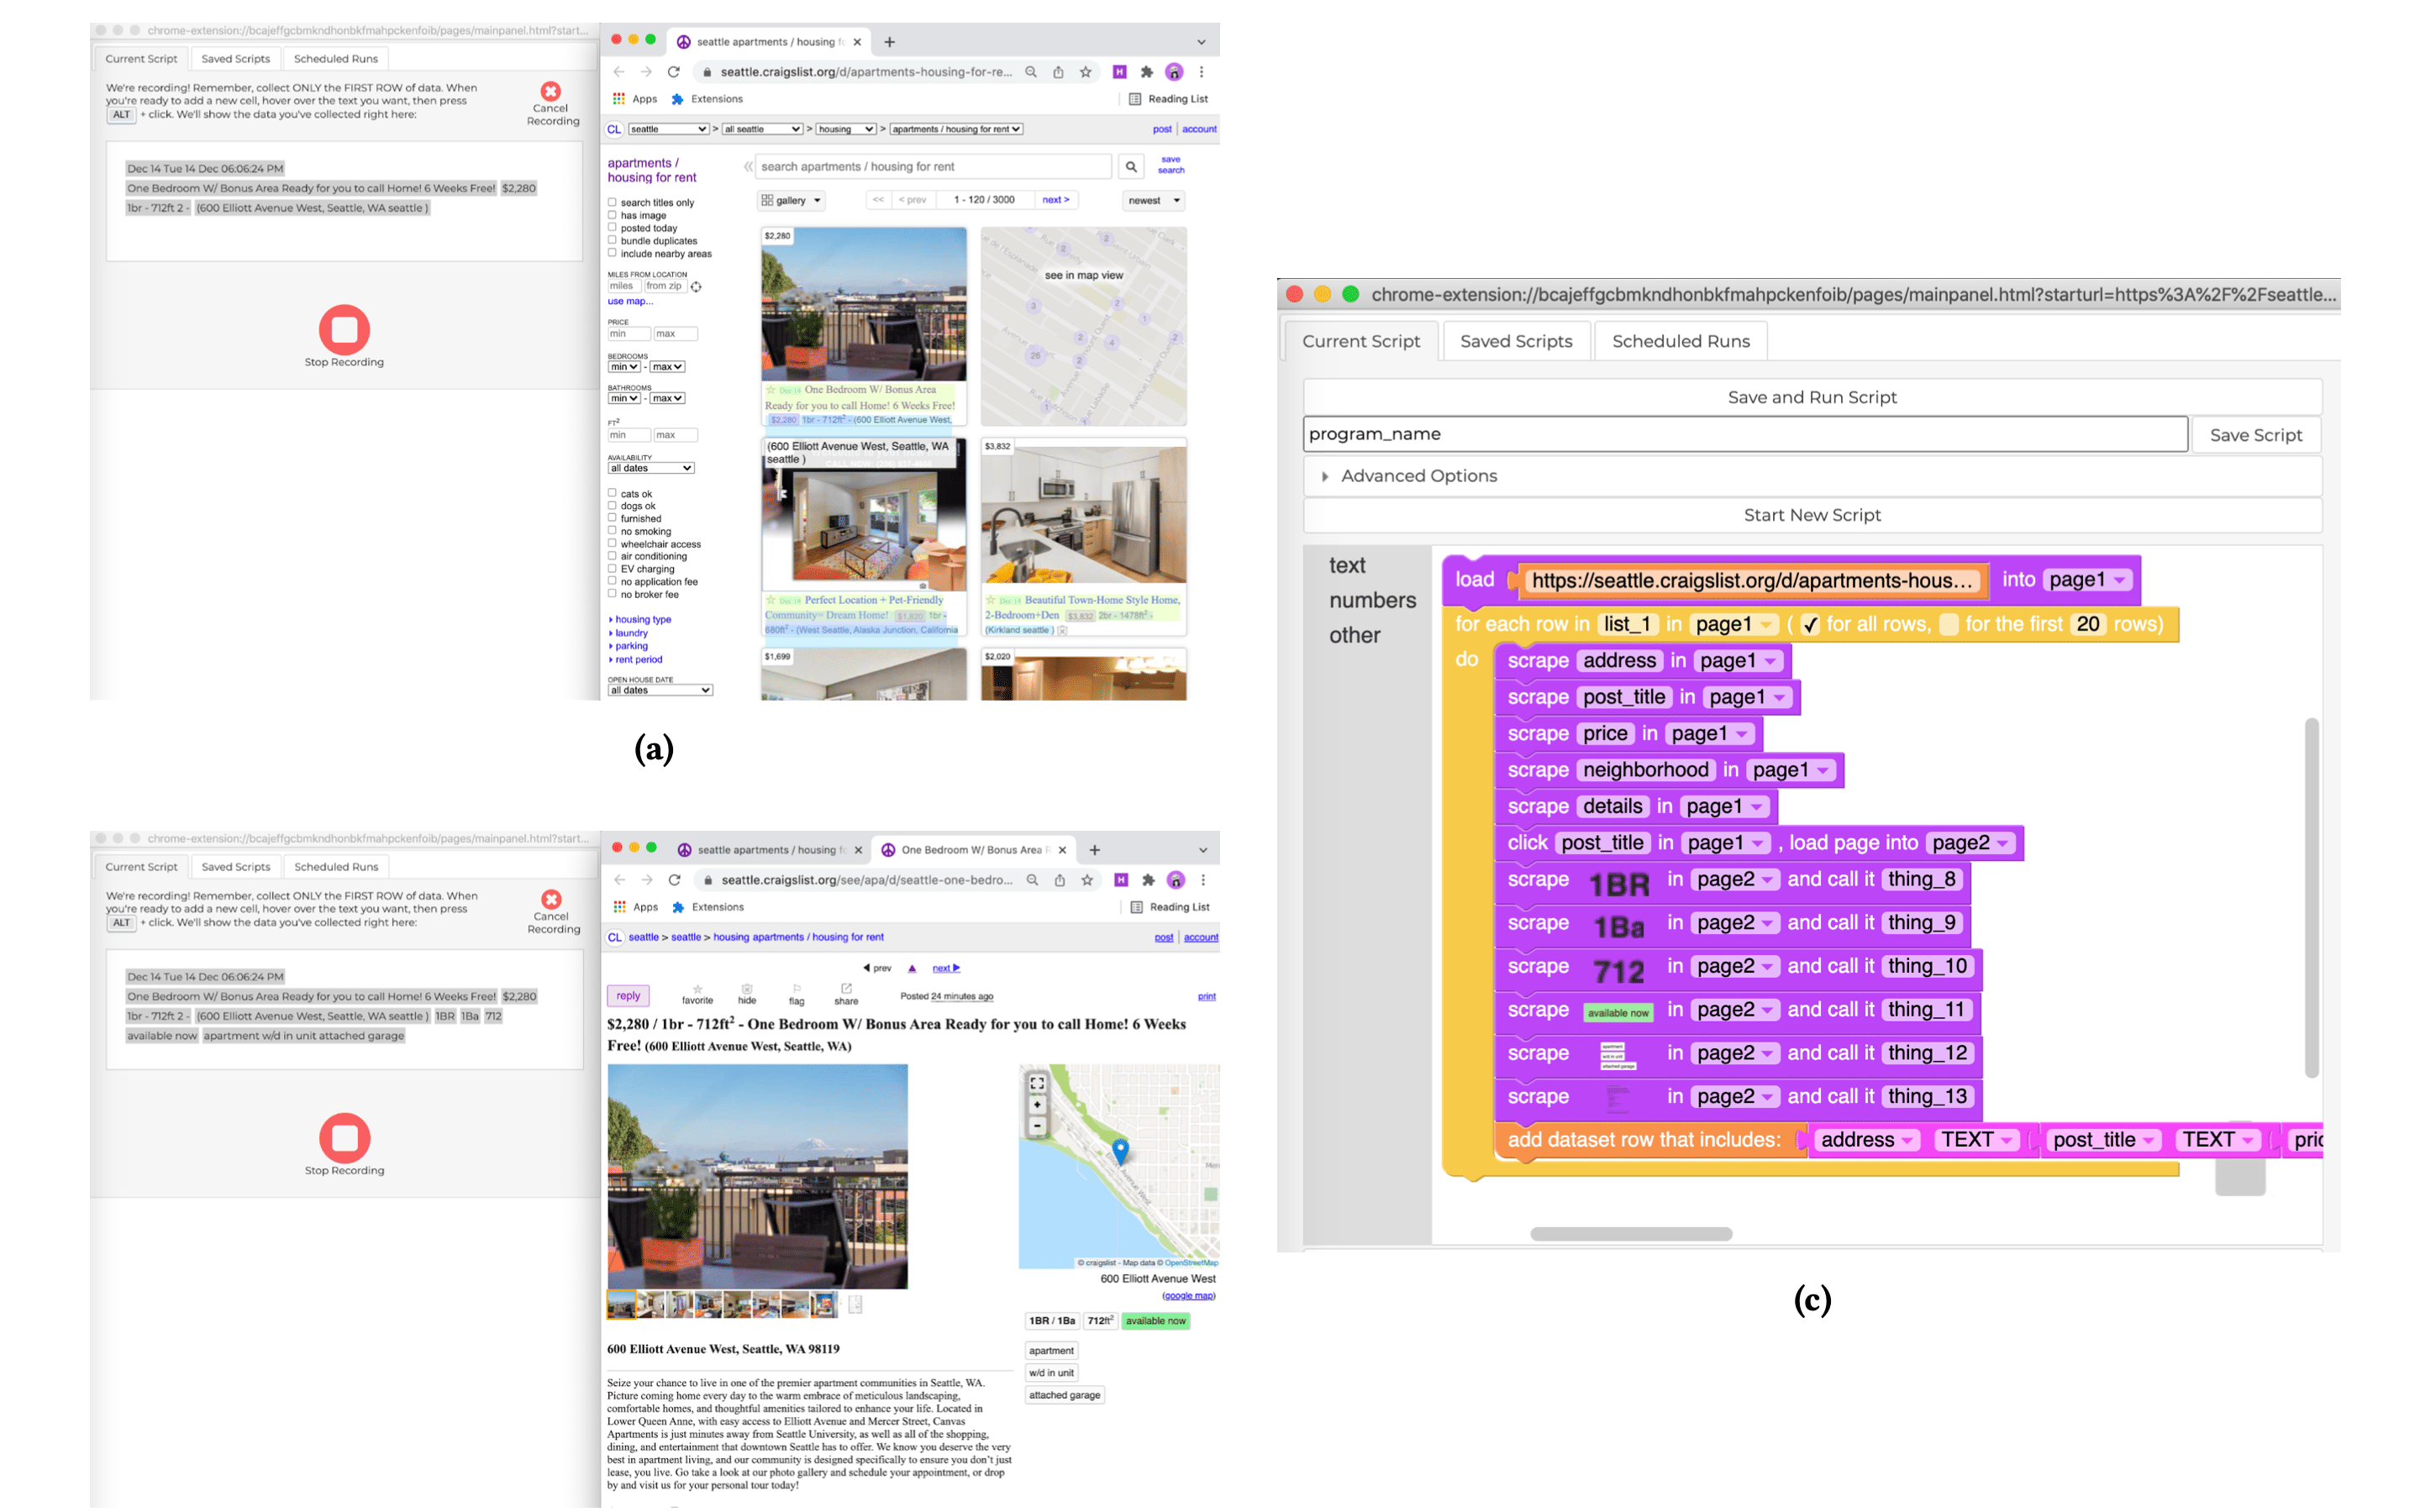 chrome-extension://bcajeffgcbmkndhonbkfmahpckenfoib/pages/mainpanel.html?start...
Current Script
Saved Scripts
Scheduled Runs
We're recording! Remember, collect ONLY the FIRST ROW of data. When
you're ready to add a new cell, hover over the text you want, then press
ALT + click. We'll show the data you've collected right here:
Cancel
Recording
Dec 14 Tue 14 Dec 06:06:24 PM
One Bedroom W/ Bonus Area Ready for you to call Home! 6 Weeks Free! $2,280
1br - 712ft 2 - (600 Elliott Avenue West, Seattle, WA seattle )
Stop Recording
seattle apartments / housing f
seattle.craigslist.org/d/apartments-housing-for-re...
Apps
Extensions
Reading List
CL seattle > all seattle > housing > apartments / housing for rent
post | account
apartments /
housing for rent
search apartments / housing for rent
save
search
gallery
<< < prev 1 - 120 / 3000 next >
newest
search titles only
has image
posted today
bundle duplicates
include nearby areas
MILES FROM LOCATION
miles from zip
use map...
PRICE
min max
BEDROOMS
min - max
BATHROOMS
min - max
FT2
min max
AVAILABILITY
all dates
cats ok
dogs ok
furnished
no smoking
wheelchair access
air conditioning
EV charging
no application fee
no broker fee
housing type
laundry
parking
rent period
OPEN HOUSE DATE
all dates
$2,280
Dec 14 One Bedroom W/ Bonus Area
Ready for you to call Home! 6 Weeks Free!
$2,280 1br - 712ft2 - (600 Elliott Avenue West,
see in map view
(600 Elliott Avenue West, Seattle, WA
seattle )
Dec 14 Perfect Location + Pet-Friendly
Community= Dream Home! $1,820 1br -
680ft2 - (West Seattle, Alaska Junction, California
$3,832
Dec 14 Beautiful Town-Home Style Home,
2-Bedroom+Den $3,832 2br - 1478ft2 -
(Kirkland seattle )
$1,699
$2,020
(a)
chrome-extension://bcajeffgcbmkndhonbkfmahpckenfoib/pages/mainpanel.html?start...
Current Script
Saved Scripts
Scheduled Runs
We're recording! Remember, collect ONLY the FIRST ROW of data. When
you're ready to add a new cell, hover over the text you want, then press
ALT + click. We'll show the data you've collected right here:
Cancel
Recording
Dec 14 Tue 14 Dec 06:06:24 PM
One Bedroom W/ Bonus Area Ready for you to call Home! 6 Weeks Free! $2,280
1br - 712ft 2 - (600 Elliott Avenue West, Seattle, WA seattle ) 1BR 1Ba 712
available now apartment w/d in unit attached garage
Stop Recording
seattle apartments / housing f
One Bedroom W/ Bonus Area
seattle.craigslist.org/see/apa/d/seattle-one-bedro...
Apps
Extensions
Reading List
CL seattle > seattle > housing apartments / housing for rent
post | account
prev
next
reply
favorite
hide
flag
share
Posted 24 minutes ago
print
$2,280 / 1br - 712ft2 - One Bedroom W/ Bonus Area Ready for you to call Home! 6 Weeks
Free! (600 Elliott Avenue West, Seattle, WA)
© craigslist - Map data © OpenStreetMap
600 Elliott Avenue West
(google map)
1BR / 1Ba 712ft2 available now
apartment
w/d in unit
attached garage
600 Elliott Avenue West, Seattle, WA 98119
Seize your chance to live in one of the premier apartment communities in Seattle, WA.
Picture coming home every day to the warm embrace of meticulous landscaping,
comfortable homes, and thoughtful amenities tailored to enhance your life. Located in
Lower Queen Anne, with easy access to Elliott Avenue and Mercer Street, Canvas
Apartments is just minutes away from Seattle University, as well as all of the shopping,
dining, and entertainment that downtown Seattle has to offer. We know you deserve the very
best in apartment living, and our community is designed specifically to ensure you don't just
lease, you live. Go take a look at our photo gallery and schedule your appointment, or drop
by and visit us for your personal tour today!
chrome-extension://bcajeffgcbmkndhonbkfmahpckenfoib/pages/mainpanel.html?starturl=https%3A%2F%2Fseattle...
Current Script
Saved Scripts
Scheduled Runs
Save and Run Script
program_name
Save Script
Advanced Options
Start New Script
text
numbers
other
load https://seattle.craigslist.org/d/apartments-hous... into page1
for each row in list_1 in page1 ( ✓ for all rows, for the first 20 rows)
do
scrape address in page1
scrape post_title in page1
scrape price in page1
scrape neighborhood in page1
scrape details in page1
click post_title in page1 , load page into page2
scrape 1BR in page2 and call it thing_8
scrape 1Ba in page2 and call it thing_9
scrape 712 in page2 and call it thing_10
scrape available now in page2 and call it thing_11
scrape apartment w/d in unit attached garage in page2 and call it thing_12
scrape in page2 and call it thing_13
add dataset row that includes: address TEXT post_title TEXT pric
(c)